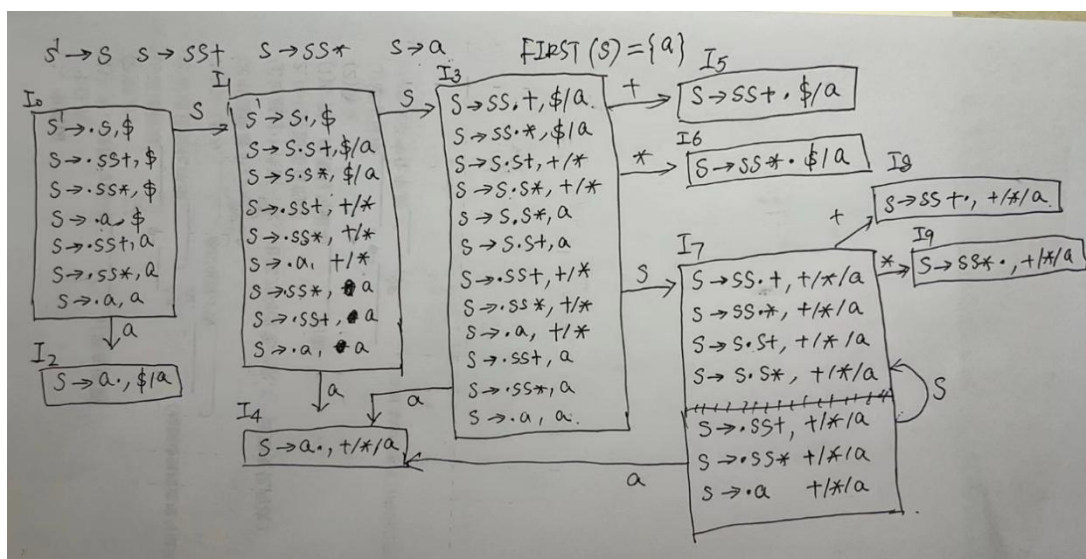 S' → S S → SS+ S → SS* S → a FIRST(S) = {a}
I0
S' → ·S, $
S → ·SS+, $
S → ·SS*, $
S → ·a, $
S → ·SS+, a
S → ·SS*, a
S → ·a, a
S
a
I2
S → a·, $/a
I1
S' → S·, $
S → S·S+, $/a
S → S·S*, $/a
S → ·SS+, +/*
S → ·SS*, +/*
S → ·a, +/*
S → ·SS*, a
S → ·SS+, a
S → ·a, a
S
a
I4
S → a·, +/*/a
I3
S → SS·+, $/a
S → SS·*, $/a
S → S·S+, +/*
S → S·S*, +/*
S → S·S*, a
S → S·S+, a
S → ·SS+, +/*
S → ·SS*, +/*
S → ·a, +/*
S → ·SS+, a
S → ·SS*, a
S → ·a, a
a
+
I5
S → SS+· $/a
*
I6
S → SS*· $/a
S
I7
S → SS·+, +/*/a
S → SS·*, +/*/a
S → S·S+, +/*/a
S → S·S*, +/*/a
S → ·SS+, +/*/a
S → ·SS* +/*/a
S → ·a +/*/a
S
a
+
I8
S → SS+·, +/*/a
*
I9
S → SS*·, +/*/a